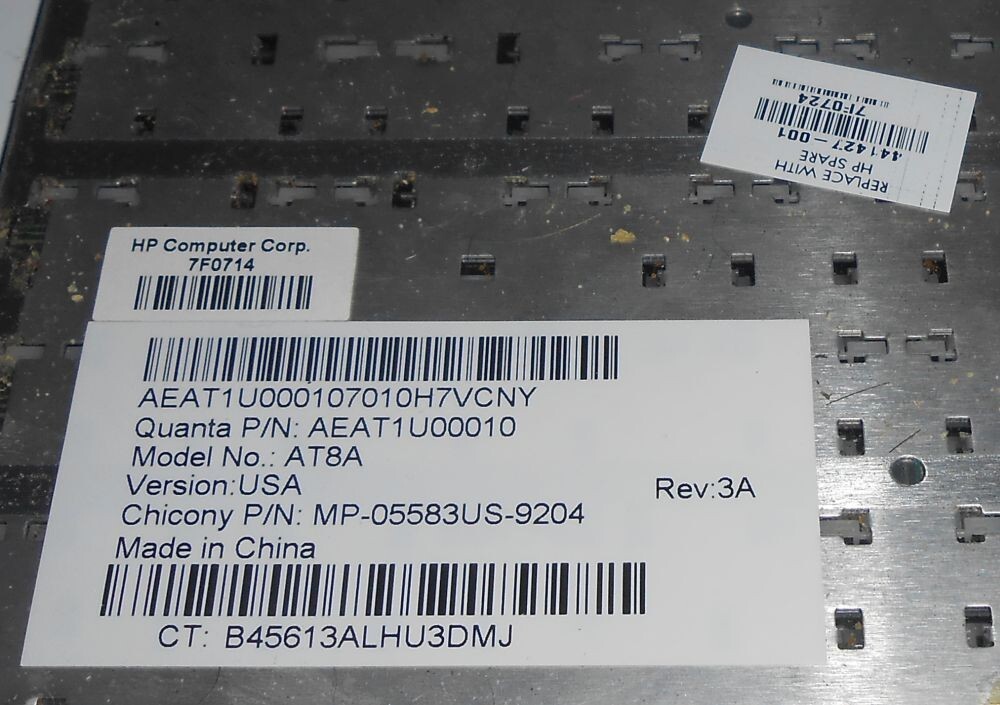 REPLACE WITH
HP SPARE
441427-001
7F0724
HP Computer Corp.
7F0714
AEAT1U000107010H7VCNY
Quanta P/N: AEAT1U00010
Model No.: AT8A
Version:USA
Rev:3A
Chicony P/N: MP-05583US-9204
Made in China
CT: B45613ALHU3DMJ